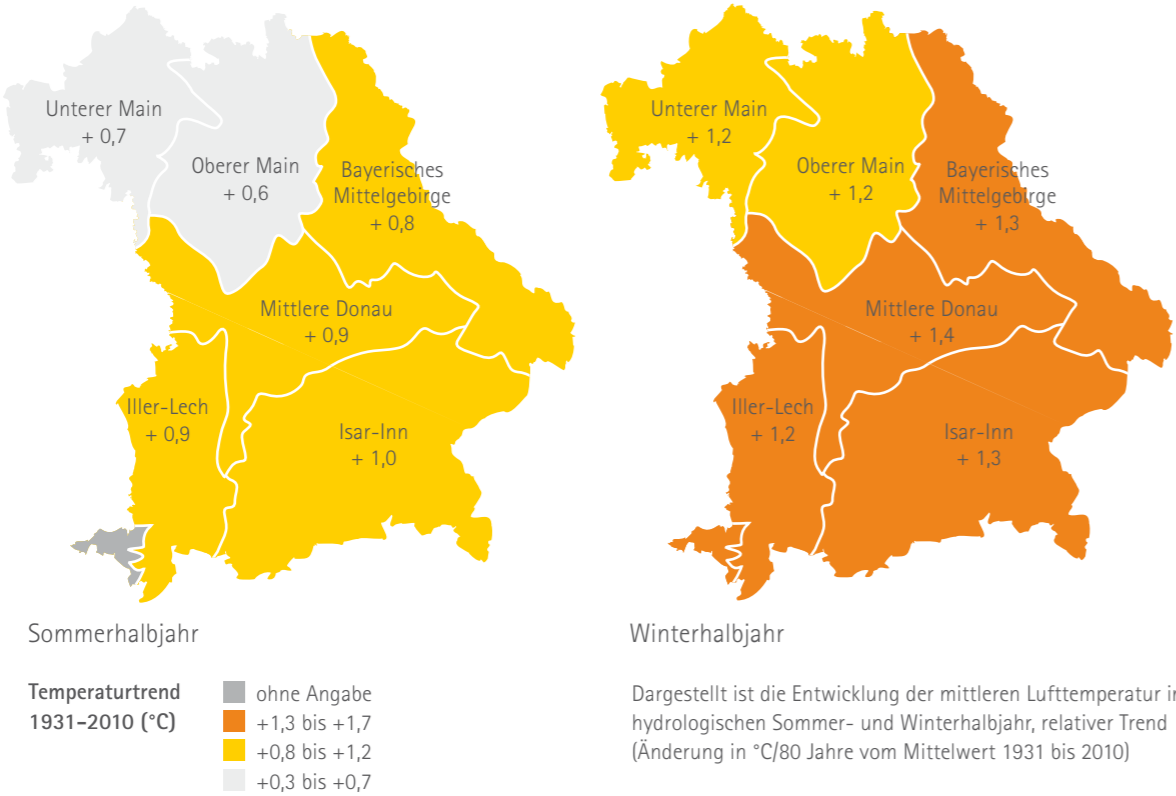 Unterer Main
+ 0,7
Oberer Main
+ 0,6
Bayerisches
Mittelgebirge
+ 0,8
Mittlere Donau
+ 0,9
Iller-Lech
+ 0,9
Isar-Inn
+ 1,0
Sommerhalbjahr
Unterer Main
+ 1,2
Oberer Main
+ 1,2
Bayerisches
Mittelgebirge
+ 1,3
Mittlere Donau
+ 1,4
Iller-Lech
+ 1,2
Isar-Inn
+ 1,3
Winterhalbjahr
Temperaturtrend
1931–2010 (°C)
ohne Angabe
+1,3 bis +1,7
+0,8 bis +1,2
+0,3 bis +0,7
Dargestellt ist die Entwicklung der mittleren Lufttemperatur
hydrologischen Sommer- und Winterhalbjahr, relativer Trend
(Änderung in °C/80 Jahre vom Mittelwert 1931 bis 2010)